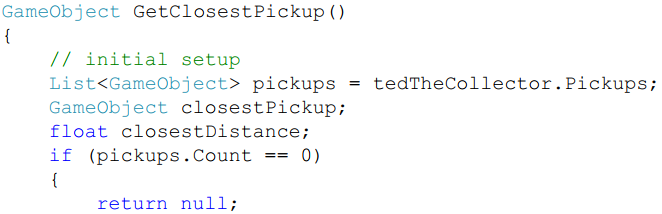 GameObject GetClosestPickup()
{
    // initial setup
    List<GameObject> pickups = tedTheCollector.Pickups;
    GameObject closestPickup;
    float closestDistance;
    if (pickups.Count == 0)
    {
        return null;